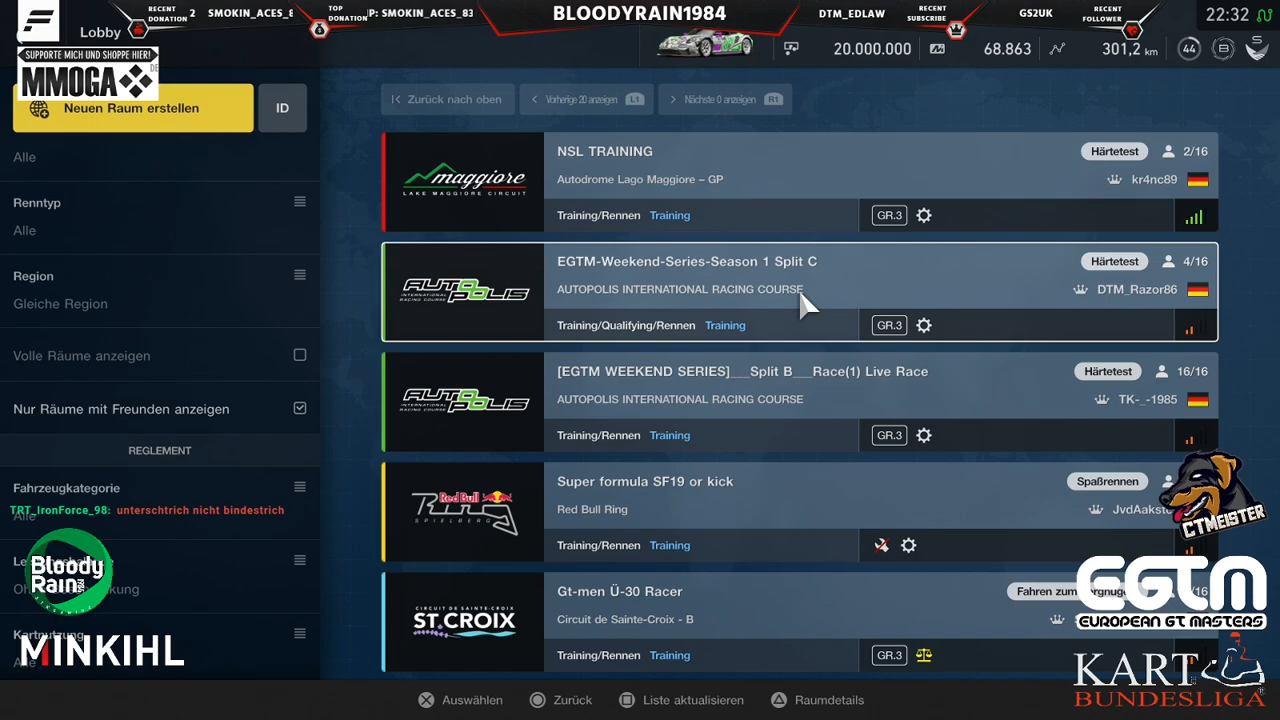 RECENT DONATION
2 SMOKIN_ACES_8
TOP DONATION
P: SMOKIN_ACES_83
BLOODYRAIN1984
DTM_EDLAW
RECENT SUBSCRIBE
GS2UK
RECENT FOLLOWER
22:32
Lobby
20.000.000
68.863
301,2 km
44
B
S
SUPPORTE MICH UND SHOPPE HIER!
MMOGA
DE
Neuen Raum erstellen
ID
Alle
Renntyp
Alle
Region
Gleiche Region
Volle Räume anzeigen
Nur Räume mit Freunden anzeigen
REGLEMENT
Fahrzeugkategorie
TRT_IronForce_98: unterschtrich nicht bindestrich
Bloody
Rain
MINKIHL
Zurück nach oben
Vorherige 20 anzeigen L1
Nächste 0 anzeigen R1
maggiore
LAKE MAGGIORE CIRCUIT
NSL TRAINING
Härtetest
2/16
Autodrome Lago Maggiore – GP
kr4nc89
Training/Rennen Training
GR.3
AUTOPOLIS
INTERNATIONAL RACING COURSE
EGTM-Weekend-Series-Season 1 Split C
Härtetest
4/16
AUTOPOLIS INTERNATIONAL RACING COURSE
DTM_Razor86
Training/Qualifying/Rennen Training
GR.3
AUTOPOLIS
INTERNATIONAL RACING COURSE
[EGTM WEEKEND SERIES]___Split B___Race(1) Live Race
Härtetest
16/16
AUTOPOLIS INTERNATIONAL RACING COURSE
TK-_-1985
Training/Rennen Training
GR.3
Red Bull
Ring
SPIELBERG
Super formula SF19 or kick
Spaßrennen
Red Bull Ring
Training/Rennen Training
CIRCUIT DE SAINTE-CROIX
ST.CROIX
Gt-men Ü-30 Racer
Circuit de Sainte-Croix - B
Training/Rennen Training
GR.3
CTMEISTER
EGTM
EUROPEAN GT MASTERS
KART
BUNDESLIGA
Auswählen
Zurück
Liste aktualisieren
Raumdetails